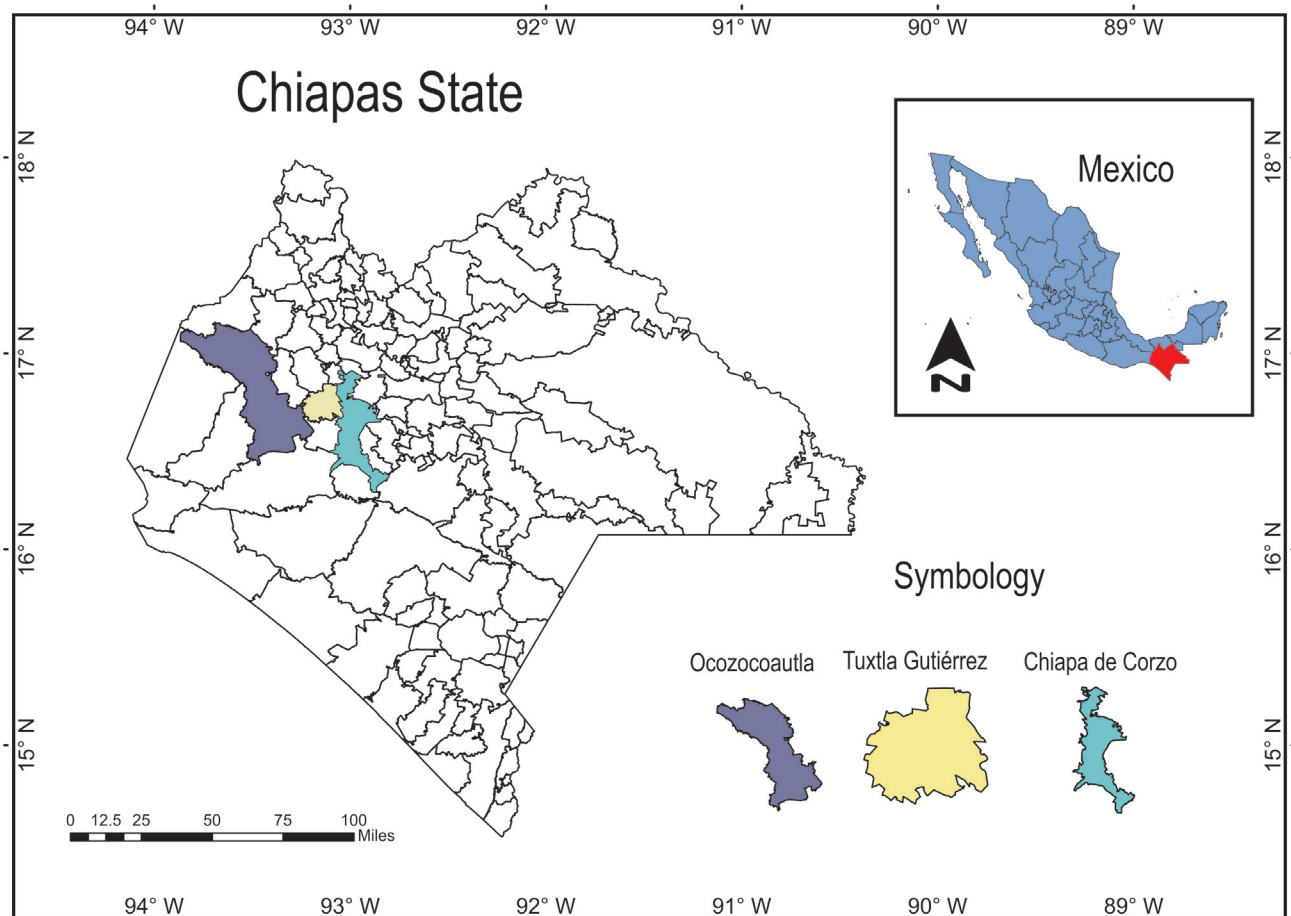 94° W 93° W 92° W 91° W 90° W 89° W
Chiapas State
Mexico
N
18° N 18° N
17° N 17° N
16° N 16° N
Symbology
Ocozocoautla Tuxtla Gutiérrez Chiapa de Corzo
15° N 15° N
0 12.5 25 50 75 100
Miles
94° W 93° W 92° W 91° W 90° W 89° W